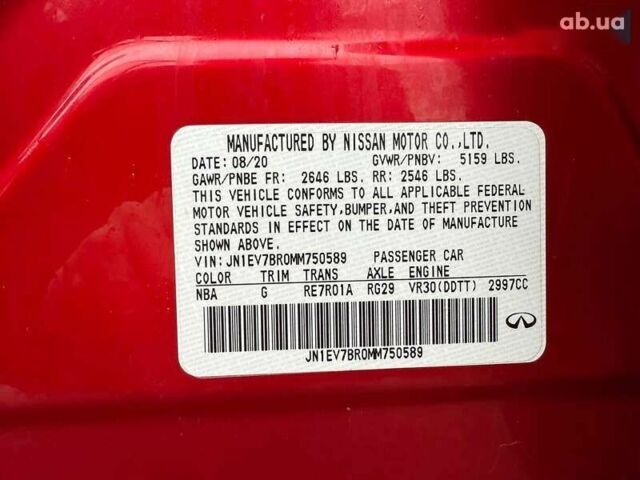 ab.ua
MANUFACTURED BY NISSAN MOTOR CO.,LTD.
DATE: 08/20 GVWR/PNBV: 5159 LBS.
GAWR/PNBE FR: 2646 LBS. RR: 2546 LBS.
THIS VEHICLE CONFORMS TO ALL APPLICABLE FEDERAL
MOTOR VEHICLE SAFETY,BUMPER,AND THEFT PREVENTION
STANDARDS IN EFFECT ON THE DATE OF MANUFACTURE
SHOWN ABOVE.
VIN: JN1EV7BR0MM750589 PASSENGER CAR
COLOR TRIM TRANS AXLE ENGINE
NBA G RE7R01A RG29 VR30(DDTT) 2997CC
JN1EV7BR0MM750589